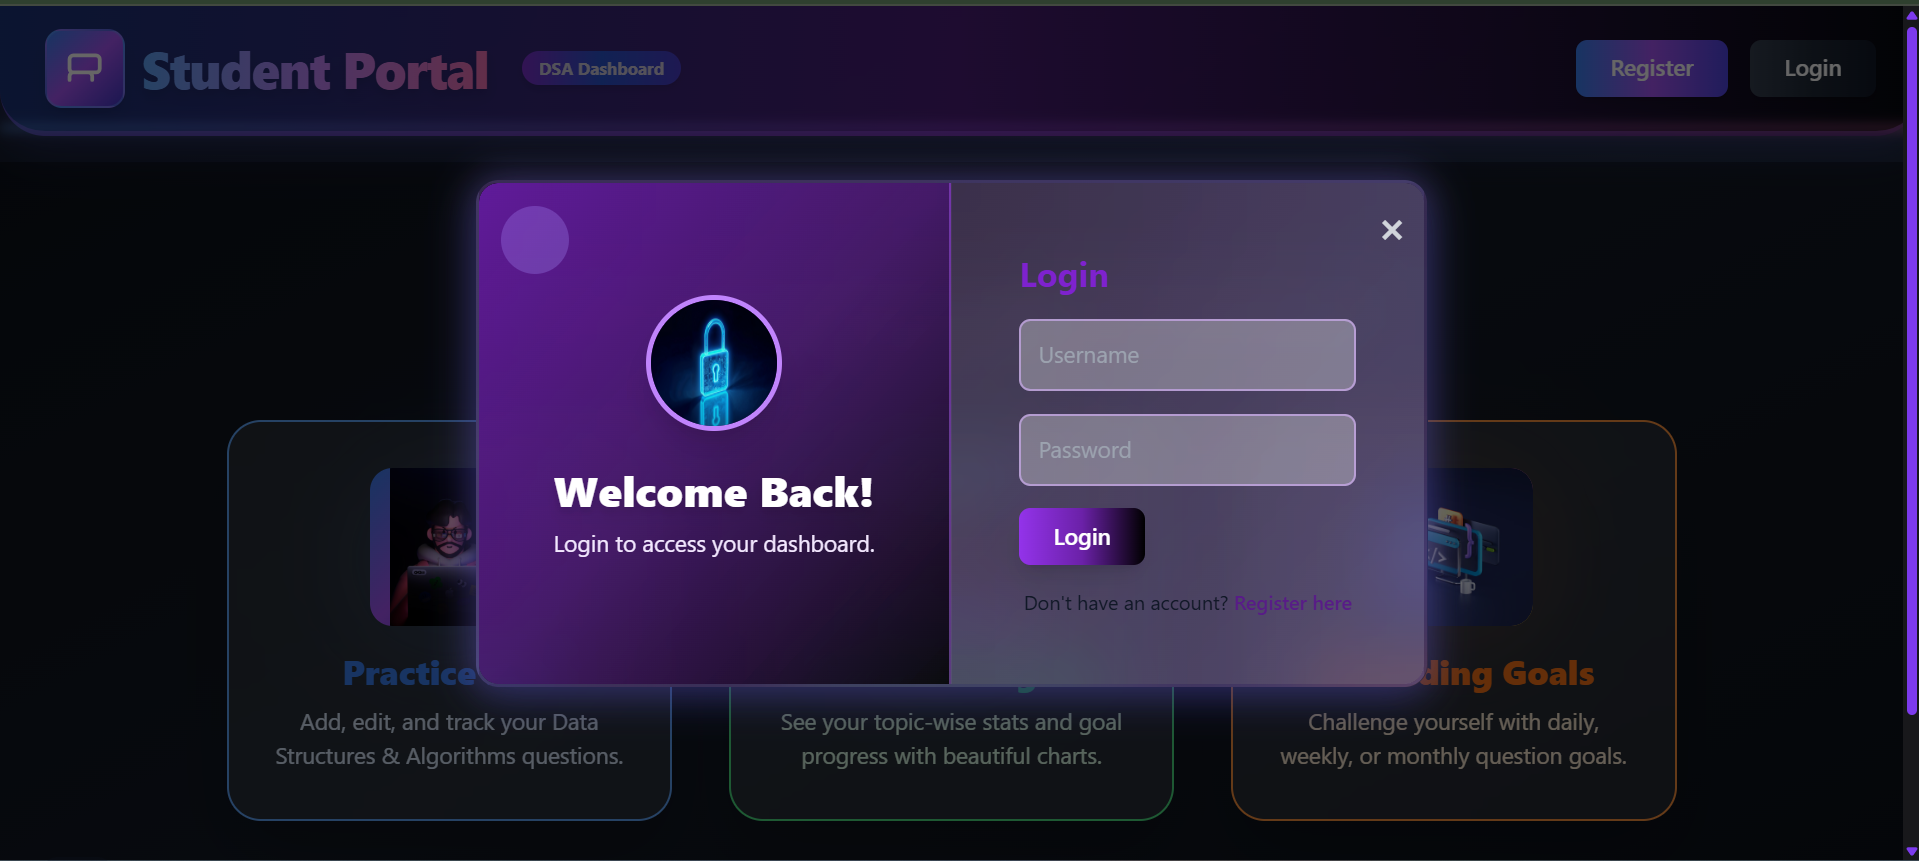 Student Portal
DSA Dashboard
Register
Login
Welcome Back!
Login to access your dashboard.
Login
Username
Password
Login
Don't have an account? Register here
Practice
Add, edit, and track your Data
Structures & Algorithms questions.
See your topic-wise stats and goal
progress with beautiful charts.
Goals
Challenge yourself with daily,
weekly, or monthly question goals.